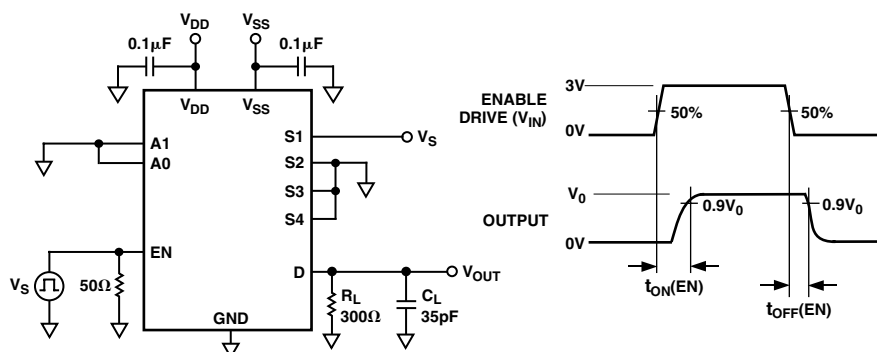 VDD
VSS
0.1µF
0.1µF
VDD
VSS
A1
A0
S1
VS
S2
S3
S4
EN
VS
50Ω
D
VOUT
RL
300Ω
CL
35pF
GND
3V
ENABLE
DRIVE (VIN)
50%
50%
0V
V0
0.9V0
0.9V0
OUTPUT
0V
tON(EN)
tOFF(EN)